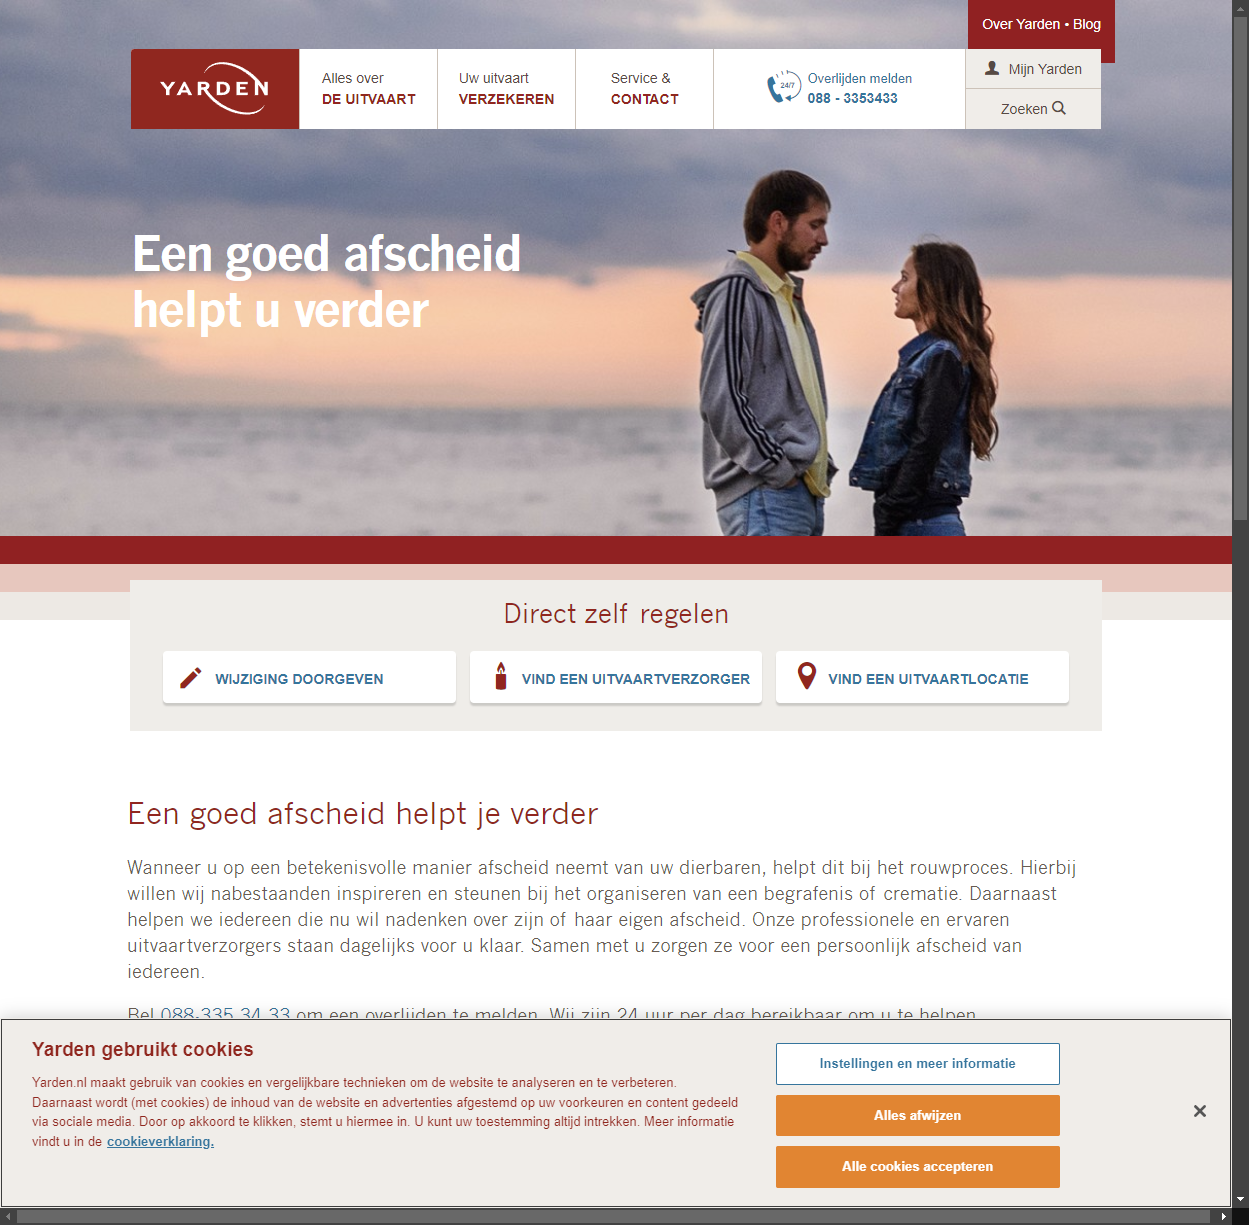 Over Yarden • Blog
YARDEN
Alles over
DE UITVAART
Uw uitvaart
VERZEKEREN
Service &
CONTACT
24/7
Overlijden melden
088 - 3353433
Mijn Yarden
Zoeken
Een goed afscheid
helpt u verder
Direct zelf regelen
WIJZIGING DOORGEVEN
VIND EEN UITVAARTVERZORGER
VIND EEN UITVAARTLOCATIE
Een goed afscheid helpt je verder
Wanneer u op een betekenisvolle manier afscheid neemt van uw dierbaren, helpt dit bij het rouwproces. Hierbij
willen wij nabestaanden inspireren en steunen bij het organiseren van een begrafenis of crematie. Daarnaast
helpen we iedereen die nu wil nadenken over zijn of haar eigen afscheid. Onze professionele en ervaren
uitvaartverzorgers staan dagelijks voor u klaar. Samen met u zorgen ze voor een persoonlijk afscheid van
iedereen.
Bel 088-335 34 33 om een overlijden te melden. Wij zijn 24 uur per dag bereikbaar om u te helpen.
Yarden gebruikt cookies
Yarden.nl maakt gebruik van cookies en vergelijkbare technieken om de website te analyseren en te verbeteren.
Daarnaast wordt (met cookies) de inhoud van de website en advertenties afgestemd op uw voorkeuren en content gedeeld
via sociale media. Door op akkoord te klikken, stemt u hiermee in. U kunt uw toestemming altijd intrekken. Meer informatie
vindt u in de cookieverklaring.
Instellingen en meer informatie
Alles afwijzen
Alle cookies accepteren